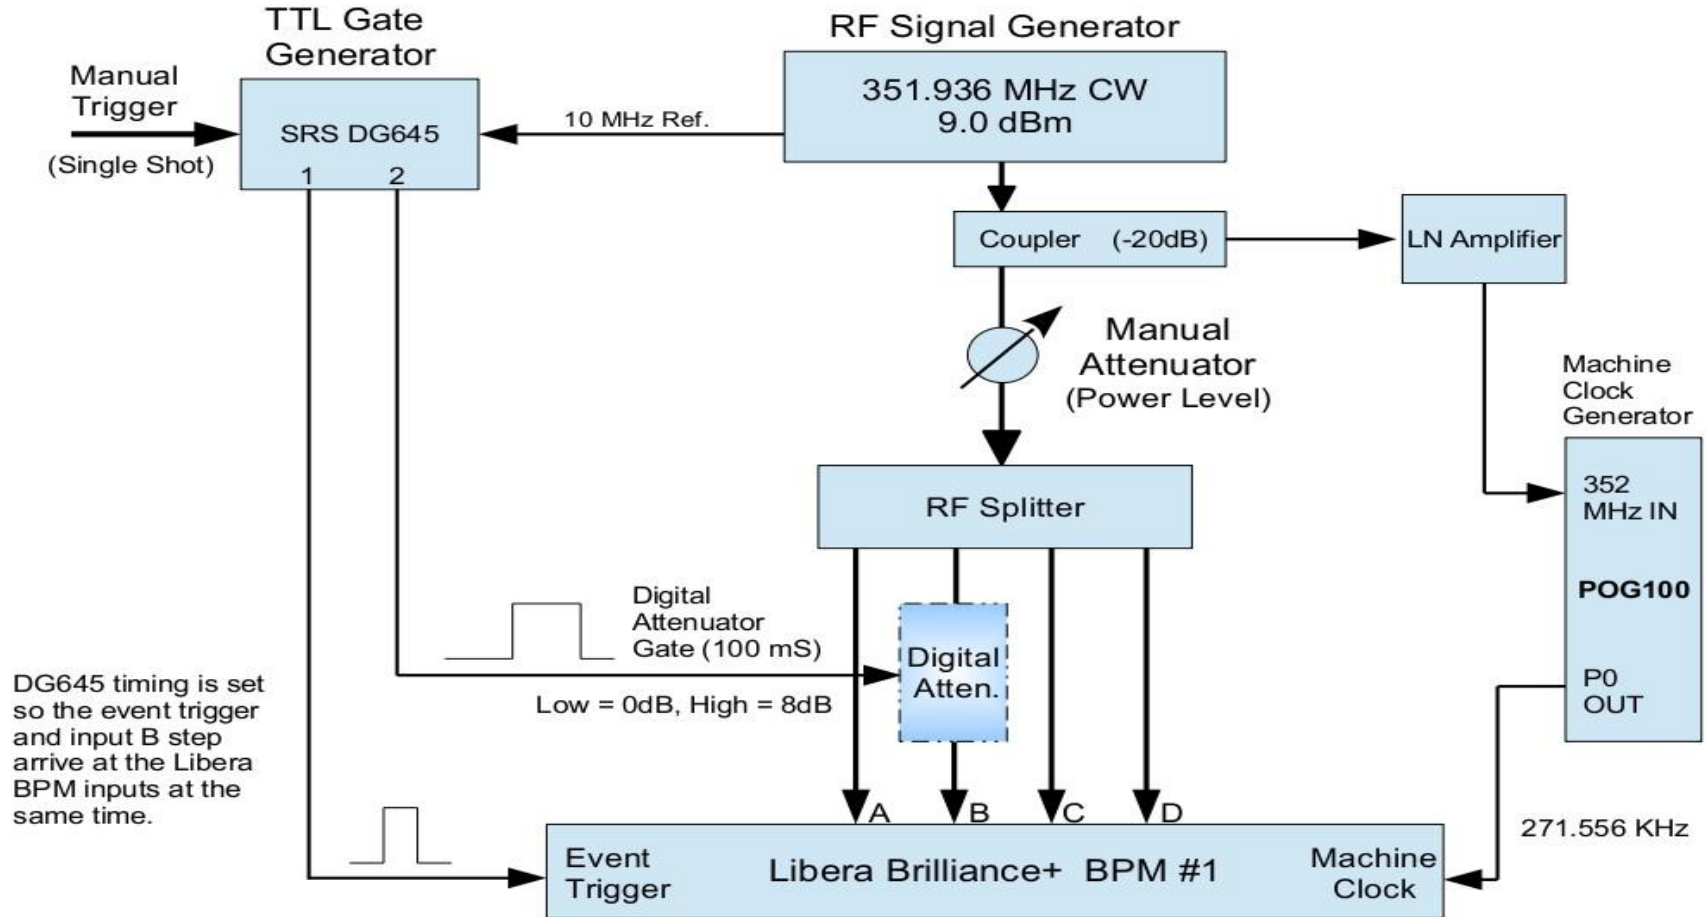 TTL Gate
Generator
RF Signal Generator
Manual
Trigger
(Single Shot)
SRS DG645
1 2
10 MHz Ref.
351.936 MHz CW
9.0 dBm
Coupler (-20dB)
LN Amplifier
Manual
Attenuator
(Power Level)
Machine
Clock
Generator
352
MHz IN
POG100
P0
OUT
RF Splitter
Digital
Attenuator
Gate (100 mS)
Low = 0dB, High = 8dB
Digital
Atten.
DG645 timing is set
so the event trigger
and input B step
arrive at the Libera
BPM inputs at the
same time.
A B C D
271.556 KHz
Event
Trigger
Libera Brilliance+ BPM #1
Machine
Clock